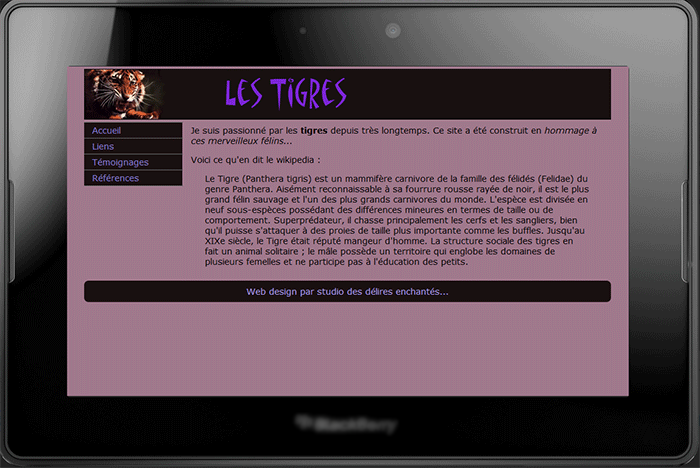 LES TIGRES
Accueil
Liens
Témoignages
Références
Je suis passionné par les tigres depuis très longtemps. Ce site a été construit en hommage à
ces merveilleux félins...
Voici ce qu'en dit le wikipedia :
Le Tigre (Panthera tigris) est un mammifère carnivore de la famille des félidés (Felidae) du
genre Panthera. Aisément reconnaissable à sa fourrure rousse rayée de noir, il est le plus
grand félin sauvage et l'un des plus grands carnivores du monde. L'espèce est divisée en
neuf sous-espèces possédant des différences mineures en termes de taille ou de
comportement. Superprédateur, il chasse principalement les cerfs et les sangliers, bien
qu'il puisse s'attaquer à des proies de taille plus importante comme les buffles. Jusqu'au
XIXe siècle, le Tigre était réputé mangeur d'homme. La structure sociale des tigres en
fait un animal solitaire ; le mâle possède un territoire qui englobe les domaines de
plusieurs femelles et ne participe pas à l'éducation des petits.
Web design par studio des délires enchantés...
BlackBerry